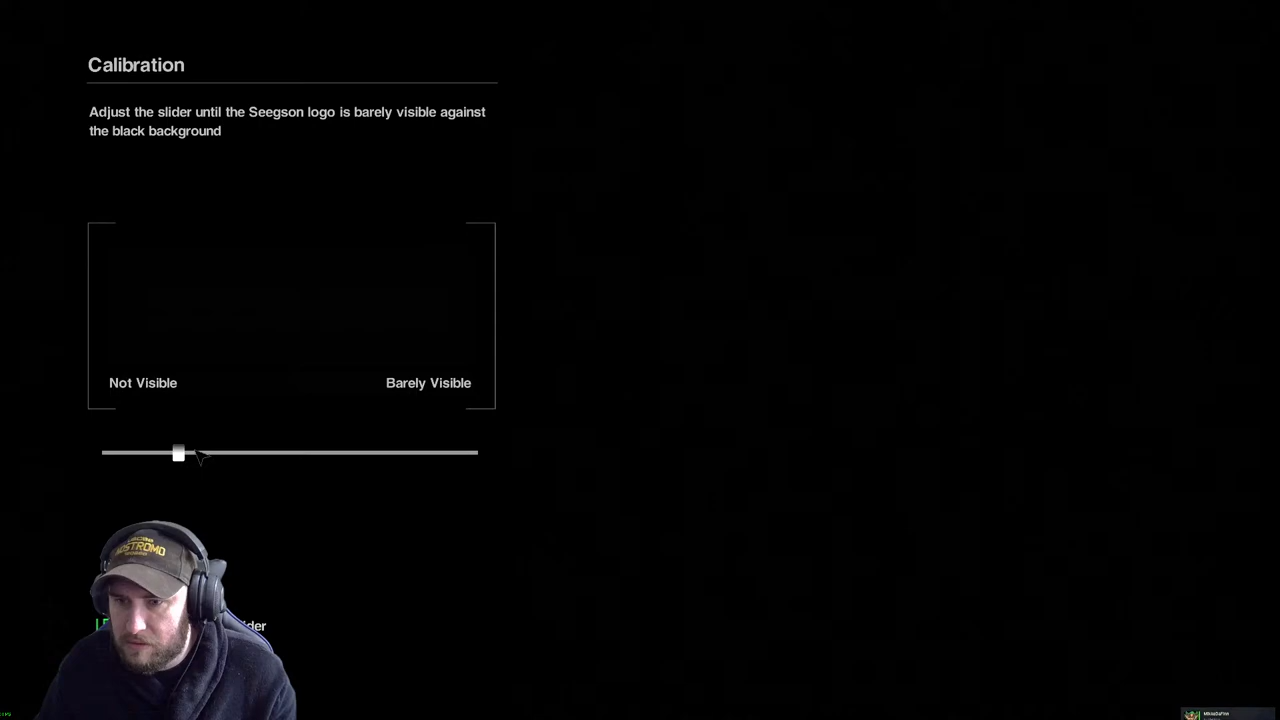 Calibration
Adjust the slider until the Seegson logo is barely visible against
the black background
Not Visible
Barely Visible
NOSTROMO